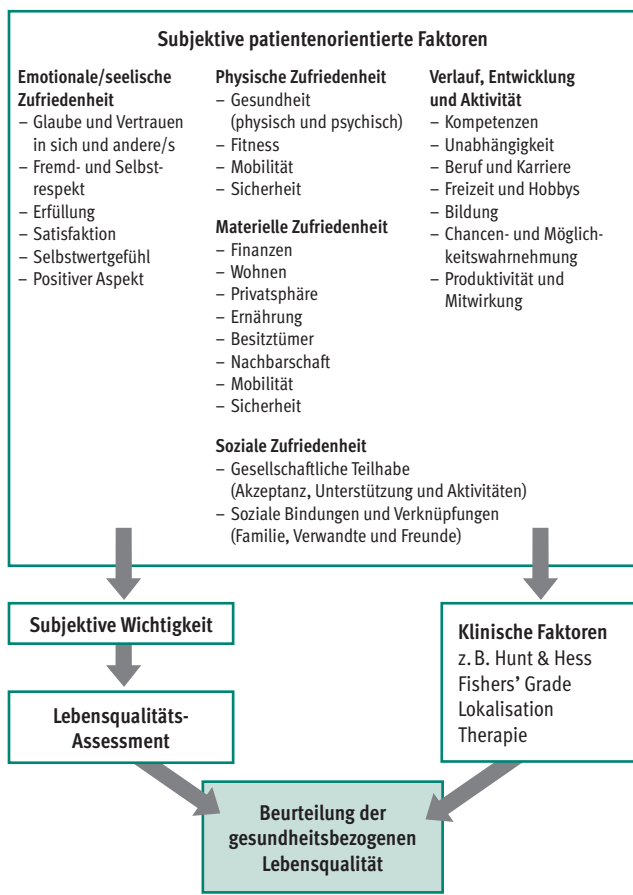 Subjektive patientenorientierte Faktoren
Emotionale/seelische
Zufriedenheit
– Glaube und Vertrauen
in sich und andere/s
– Fremd- und Selbst-
respekt
– Erfüllung
– Satisfaktion
– Selbstwertgefühl
– Positiver Aspekt
Physische Zufriedenheit
– Gesundheit
(physisch und psychisch)
– Fitness
– Mobilität
– Sicherheit
Materielle Zufriedenheit
– Finanzen
– Wohnen
– Privatsphäre
– Ernährung
– Besitztümer
– Nachbarschaft
– Mobilität
– Sicherheit
Soziale Zufriedenheit
– Gesellschaftliche Teilhabe
(Akzeptanz, Unterstützung und Aktivitäten)
– Soziale Bindungen und Verknüpfungen
(Familie, Verwandte und Freunde)
Verlauf, Entwicklung
und Aktivität
– Kompetenzen
– Unabhängigkeit
– Beruf und Karriere
– Freizeit und Hobbys
– Bildung
– Chancen- und Möglich-
keitswahrnehmung
– Produktivität und
Mitwirkung
Subjektive Wichtigkeit
Lebensqualitäts-
Assessment
Klinische Faktoren
z. B. Hunt & Hess
Fishers’ Grade
Lokalisation
Therapie
Beurteilung der
gesundheitsbezogenen
Lebensqualität